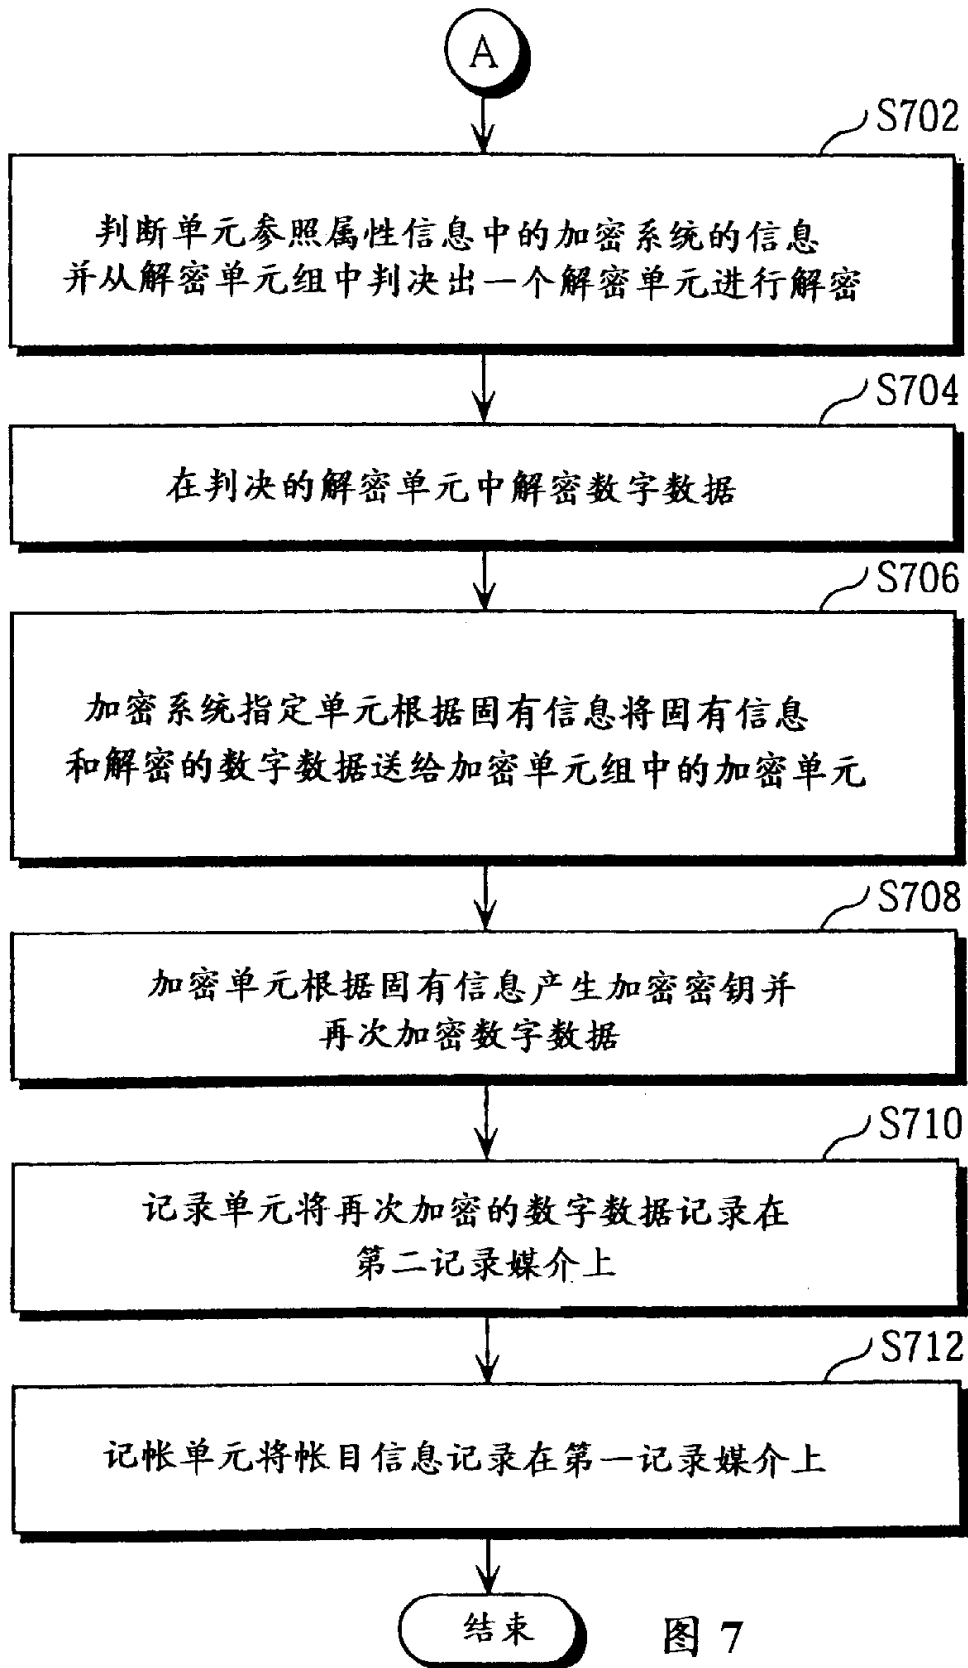 A
S702
判断单元参照属性信息中的加密系统的信息
并从解密单元组中判决出一个解密单元进行解密
S704
在判决的解密单元中解密数字数据
S706
加密系统指定单元根据固有信息将固有信息
和解密的数字数据送给加密单元组中的加密单元
S708
加密单元根据固有信息产生加密密钥并
再次加密数字数据
S710
记录单元将再次加密的数字数据记录在
第二记录媒介上
S712
记帐单元将帐目信息记录在第一记录媒介上
结束
图 7